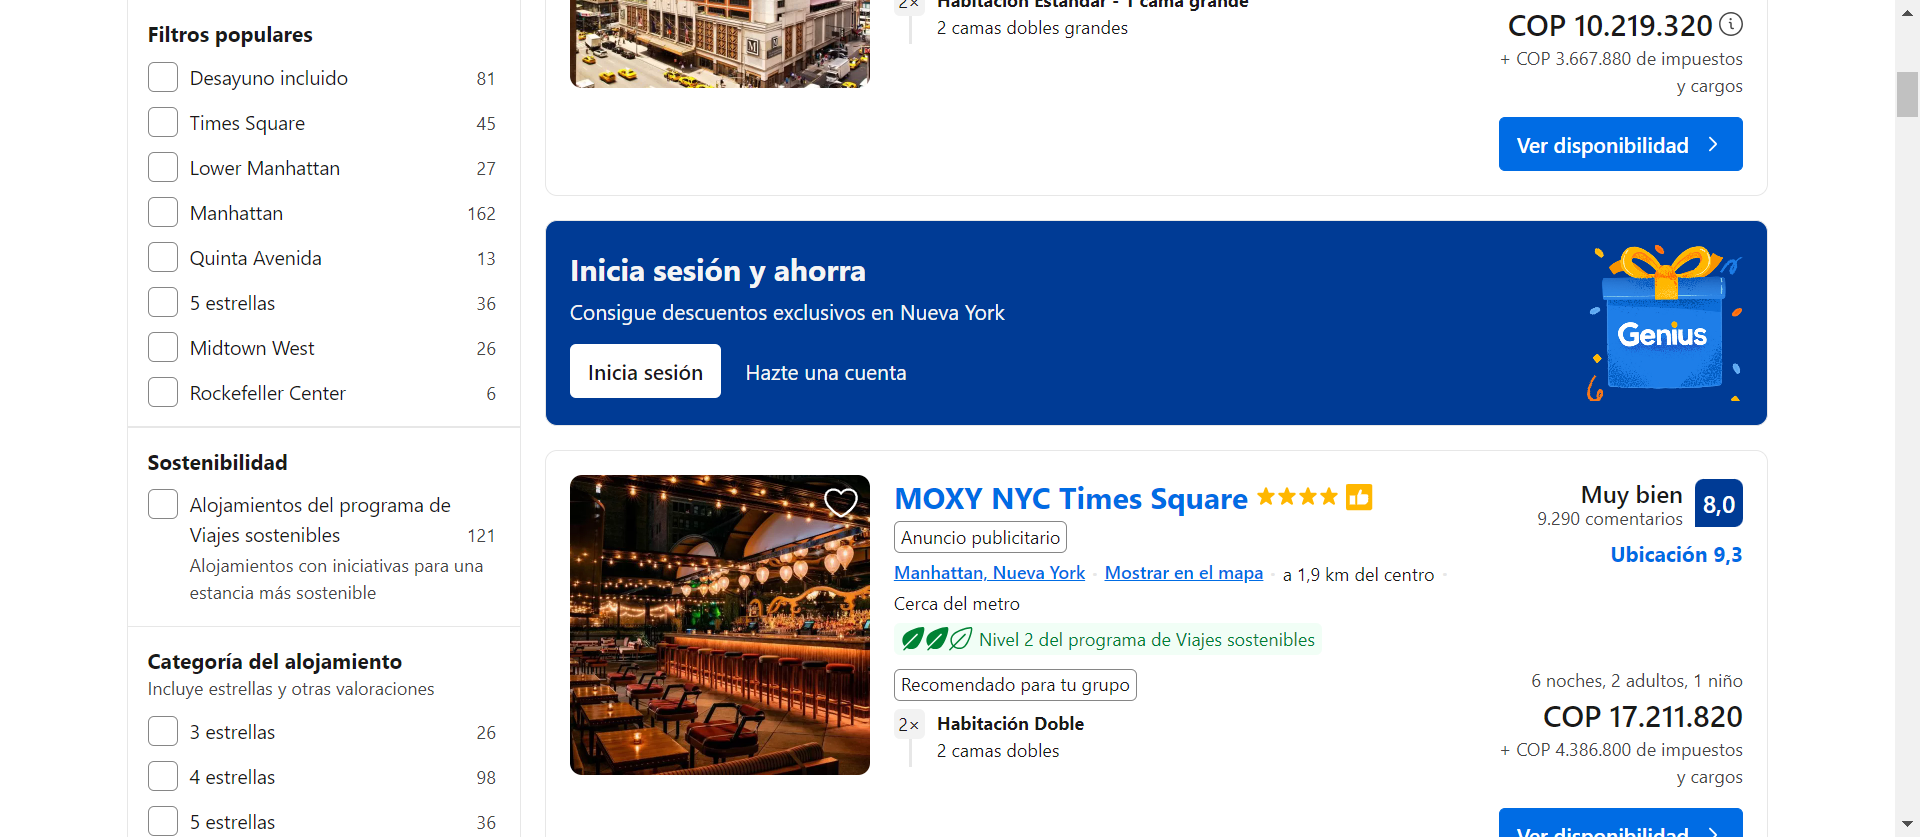 Filtros populares
Desayuno incluido 81
Times Square 45
Lower Manhattan 27
Manhattan 162
Quinta Avenida 13
5 estrellas 36
Midtown West 26
Rockefeller Center 6
Sostenibilidad
Alojamientos del programa de
Viajes sostenibles 121
Alojamientos con iniciativas para una
estancia más sostenible
Categoría del alojamiento
Incluye estrellas y otras valoraciones
3 estrellas 26
4 estrellas 98
5 estrellas 36
2× Habitación Estándar - 1 cama grande
2 camas dobles grandes
COP 10.219.320
+ COP 3.667.880 de impuestos
y cargos
Ver disponibilidad
Inicia sesión y ahorra
Consigue descuentos exclusivos en Nueva York
Inicia sesión Hazte una cuenta
Genius
MOXY NYC Times Square
Anuncio publicitario
Manhattan, Nueva York · Mostrar en el mapa · a 1,9 km del centro ·
Cerca del metro
Nivel 2 del programa de Viajes sostenibles
Recomendado para tu grupo
2× Habitación Doble
2 camas dobles
Muy bien 8,0
9.290 comentarios
Ubicación 9,3
6 noches, 2 adultos, 1 niño
COP 17.211.820
+ COP 4.386.800 de impuestos
y cargos
Ver disponibilidad